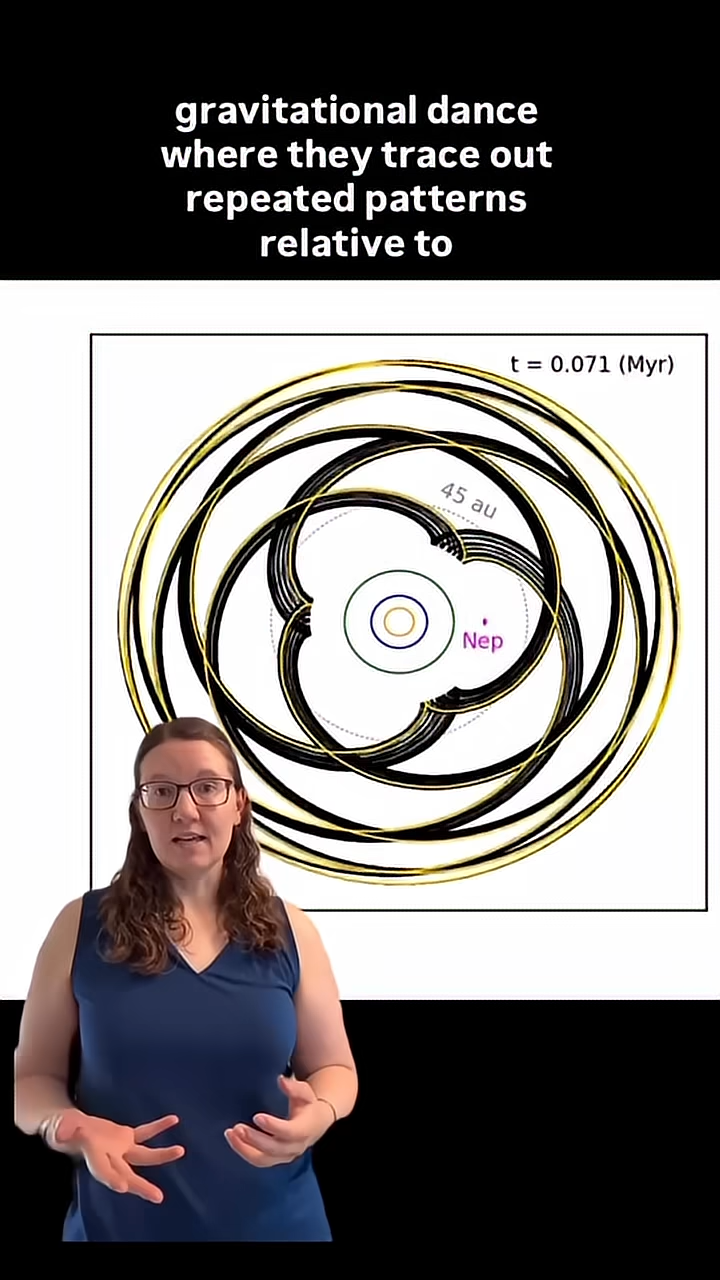 gravitational dance
where they trace out
repeated patterns
relative to
t = 0.071 (Myr)
45 au
Nep